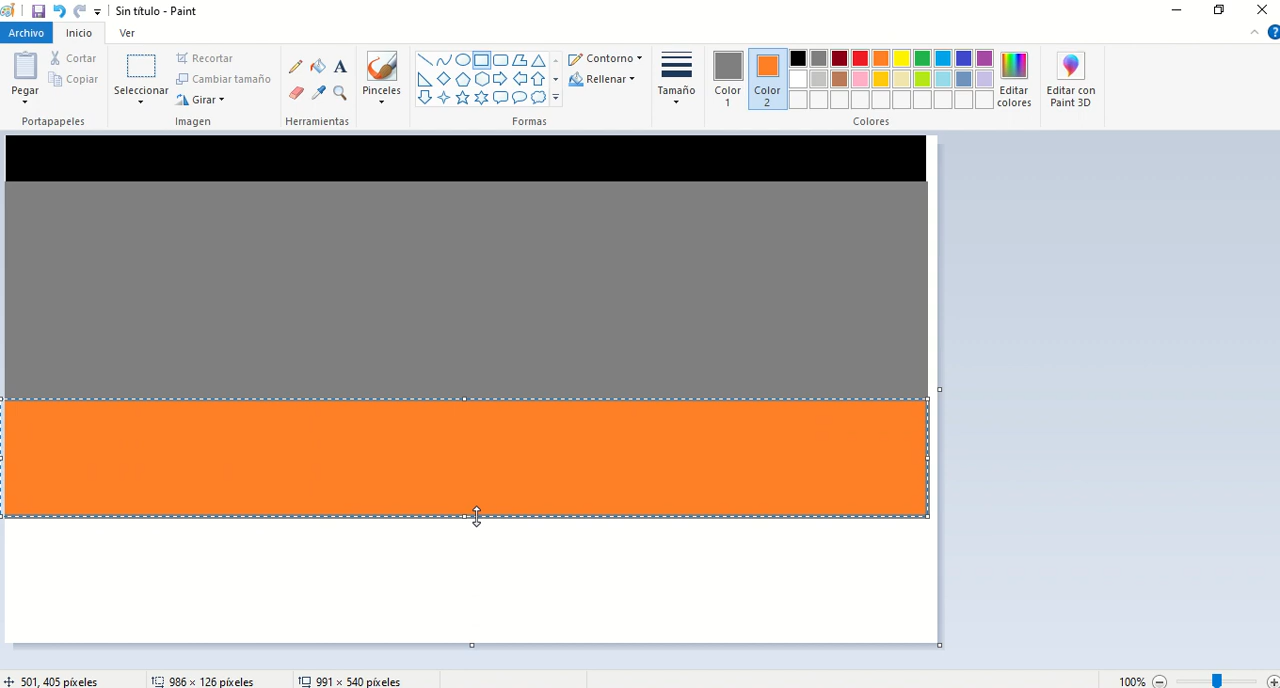 Sin título - Paint
Archivo Inicio Ver
Pegar
Cortar
Copiar
Portapapeles
Seleccionar
Recortar
Cambiar tamaño
Girar
Imagen
A
Herramientas
Pinceles
Contorno
Rellenar
Formas
Tamaño
Color
1
Color
2
Editar
colores
Colores
Editar con
Paint 3D
?
501, 405 píxeles 986 × 126 píxeles 991 × 540 píxeles 100%